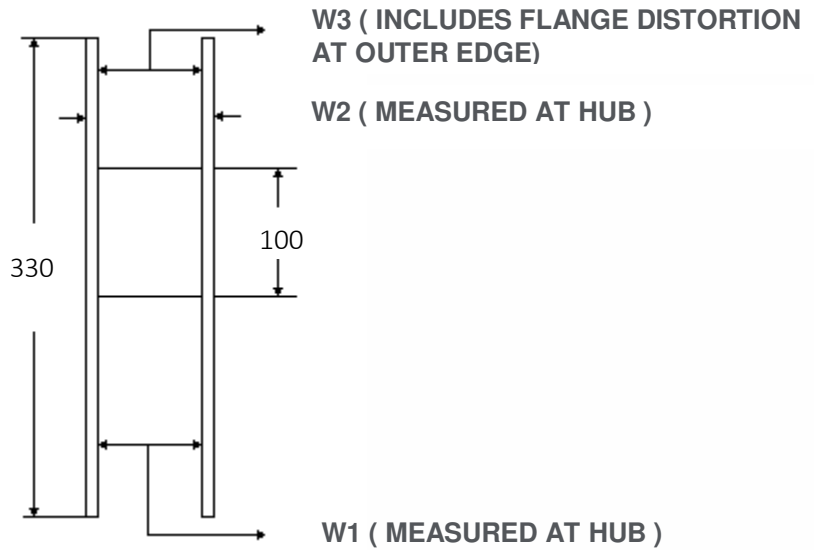 W3 ( INCLUDES FLANGE DISTORTION
AT OUTER EDGE)
W2 ( MEASURED AT HUB )
100
330
W1 ( MEASURED AT HUB )